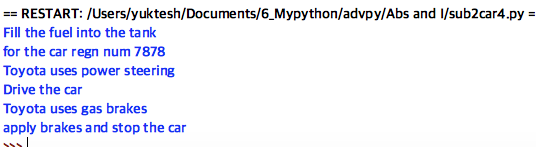 == RESTART: /Users/yuktesh/Documents/6_Mypython/advpy/Abs and I/sub2car4.py =
Fill the fuel into the tank
for the car regn num 7878
Toyota uses power steering
Drive the car
Toyota uses gas brakes
apply brakes and stop the car
>>>